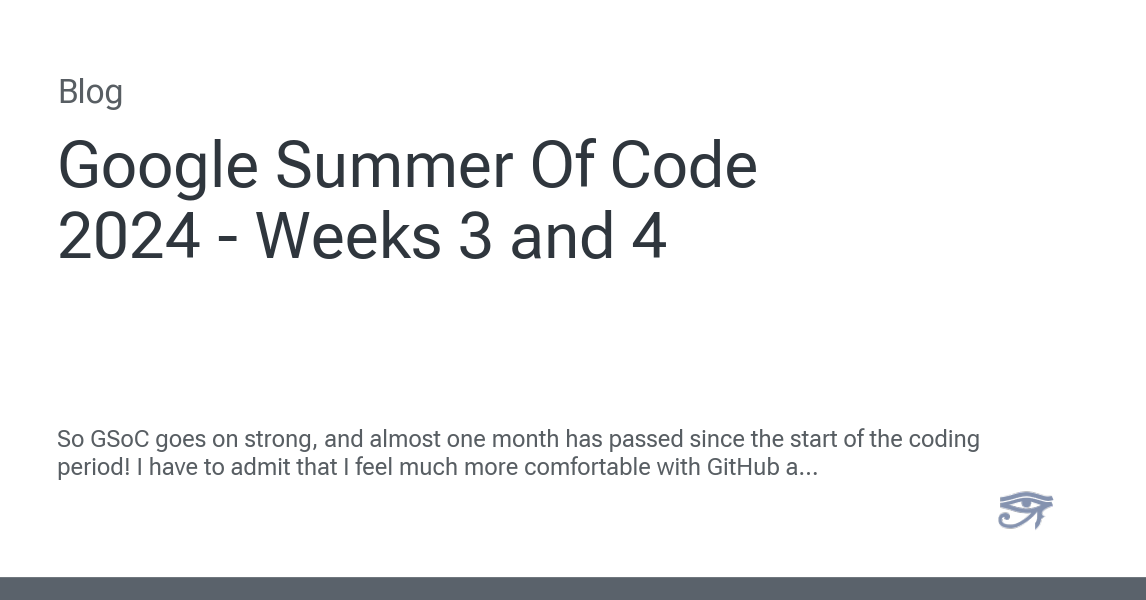 Blog
Google Summer Of Code
2024 - Weeks 3 and 4
So GSoC goes on strong, and almost one month has passed since the start of the coding
period! I have to admit that I feel much more comfortable with GitHub a...